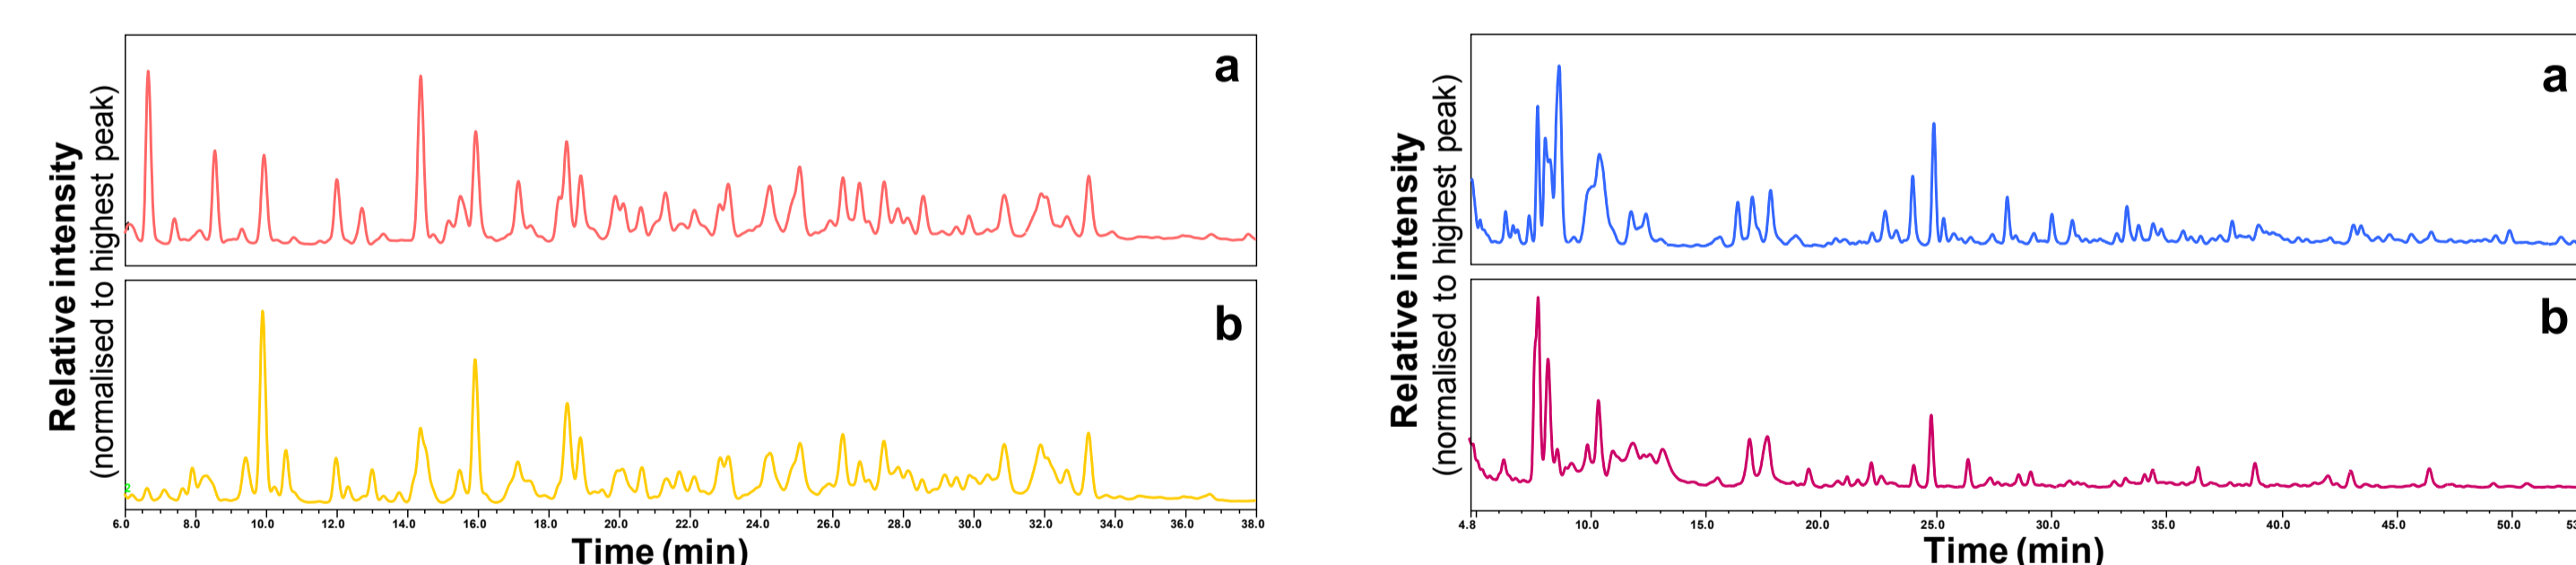 Relative intensity
(normalised to highest peak)
a
b
2
6.0 8.0 10.0 12.0 14.0 16.0 18.0 20.0 22.0 24.0 26.0 28.0 30.0 32.0 34.0 36.0 38.0
Time (min)
Relative intensity
(normalised to highest peak)
a
b
4.8 10.0 15.0 20.0 25.0 30.0 35.0 40.0 45.0 50.0
Time (min)